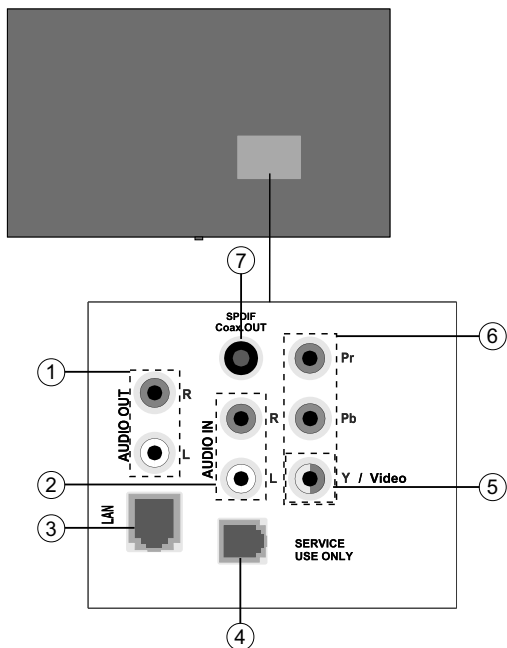 7
SPDIF
Coax.OUT
6
1
Pr
R
AUDIO OUT
R
Pb
AUDIO IN
L
2
L
Y / Video
5
3
LAN
SERVICE
USE ONLY
4